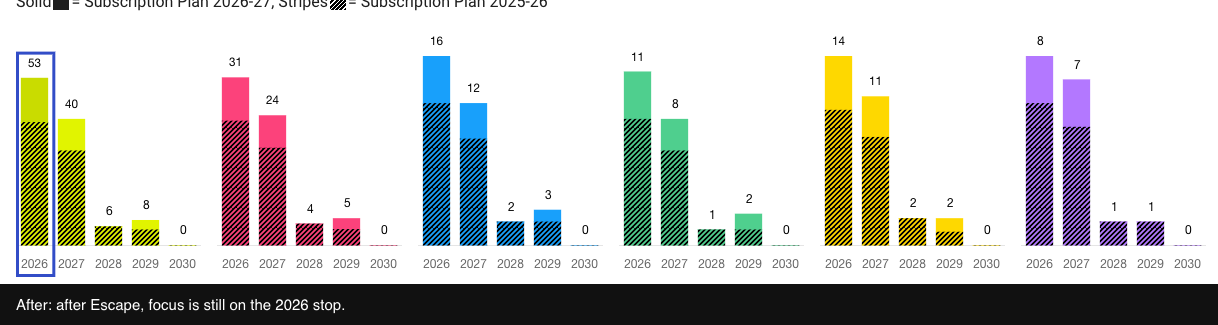 Solid = Subscription Plan 2026-27, Stripes = Subscription Plan 2025-26
53 40 6 8 0
31 24 4 5 0
16 12 2 3 0
11 8 1 2 0
14 11 2 2 0
8 7 1 1 0
2026 2027 2028 2029 2030
2026 2027 2028 2029 2030
2026 2027 2028 2029 2030
2026 2027 2028 2029 2030
2026 2027 2028 2029 2030
2026 2027 2028 2029 2030
After: after Escape, focus is still on the 2026 stop.